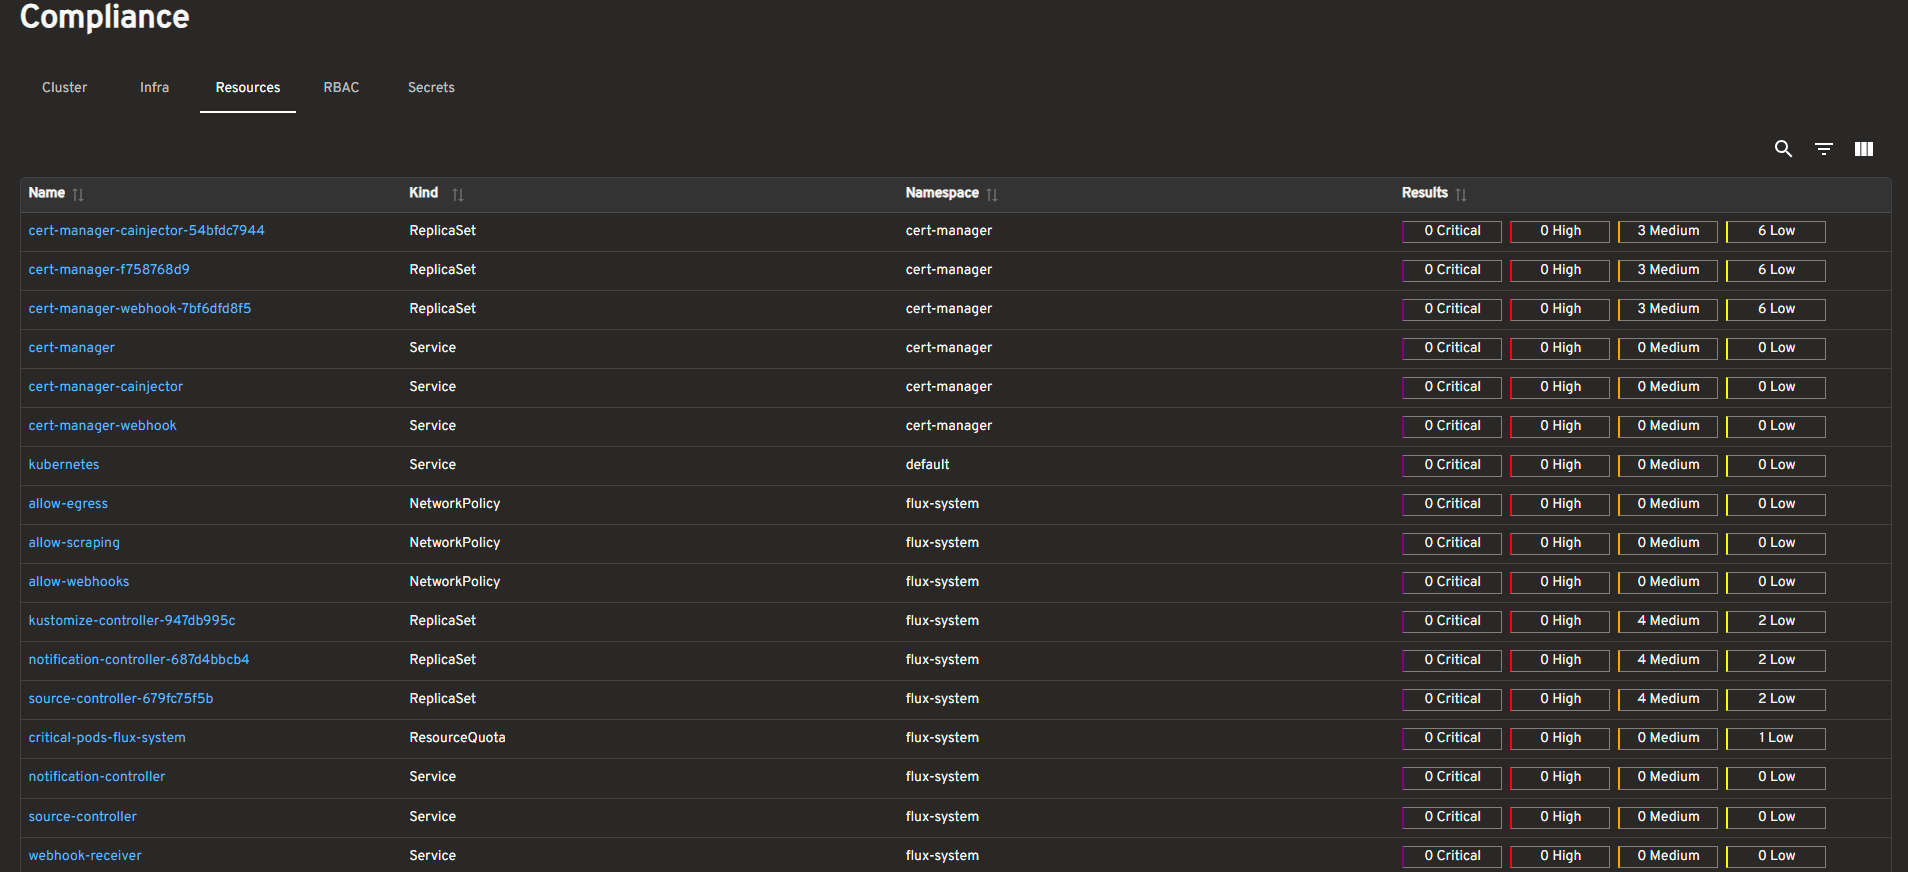 Compliance
Cluster Infra Resources RBAC Secrets
Name Kind Namespace Results
cert-manager-cainjector-54bfdc7944 ReplicaSet cert-manager 0 Critical 0 High 3 Medium 6 Low
cert-manager-f758768d9 ReplicaSet cert-manager 0 Critical 0 High 3 Medium 6 Low
cert-manager-webhook-7bf6dfd8f5 ReplicaSet cert-manager 0 Critical 0 High 3 Medium 6 Low
cert-manager Service cert-manager 0 Critical 0 High 0 Medium 0 Low
cert-manager-cainjector Service cert-manager 0 Critical 0 High 0 Medium 0 Low
cert-manager-webhook Service cert-manager 0 Critical 0 High 0 Medium 0 Low
kubernetes Service default 0 Critical 0 High 0 Medium 0 Low
allow-egress NetworkPolicy flux-system 0 Critical 0 High 0 Medium 0 Low
allow-scraping NetworkPolicy flux-system 0 Critical 0 High 0 Medium 0 Low
allow-webhooks NetworkPolicy flux-system 0 Critical 0 High 0 Medium 0 Low
kustomize-controller-947db995c ReplicaSet flux-system 0 Critical 0 High 4 Medium 2 Low
notification-controller-687d4bbcb4 ReplicaSet flux-system 0 Critical 0 High 4 Medium 2 Low
source-controller-679fc75f5b ReplicaSet flux-system 0 Critical 0 High 4 Medium 2 Low
critical-pods-flux-system ResourceQuota flux-system 0 Critical 0 High 0 Medium 1 Low
notification-controller Service flux-system 0 Critical 0 High 0 Medium 0 Low
source-controller Service flux-system 0 Critical 0 High 0 Medium 0 Low
webhook-receiver Service flux-system 0 Critical 0 High 0 Medium 0 Low